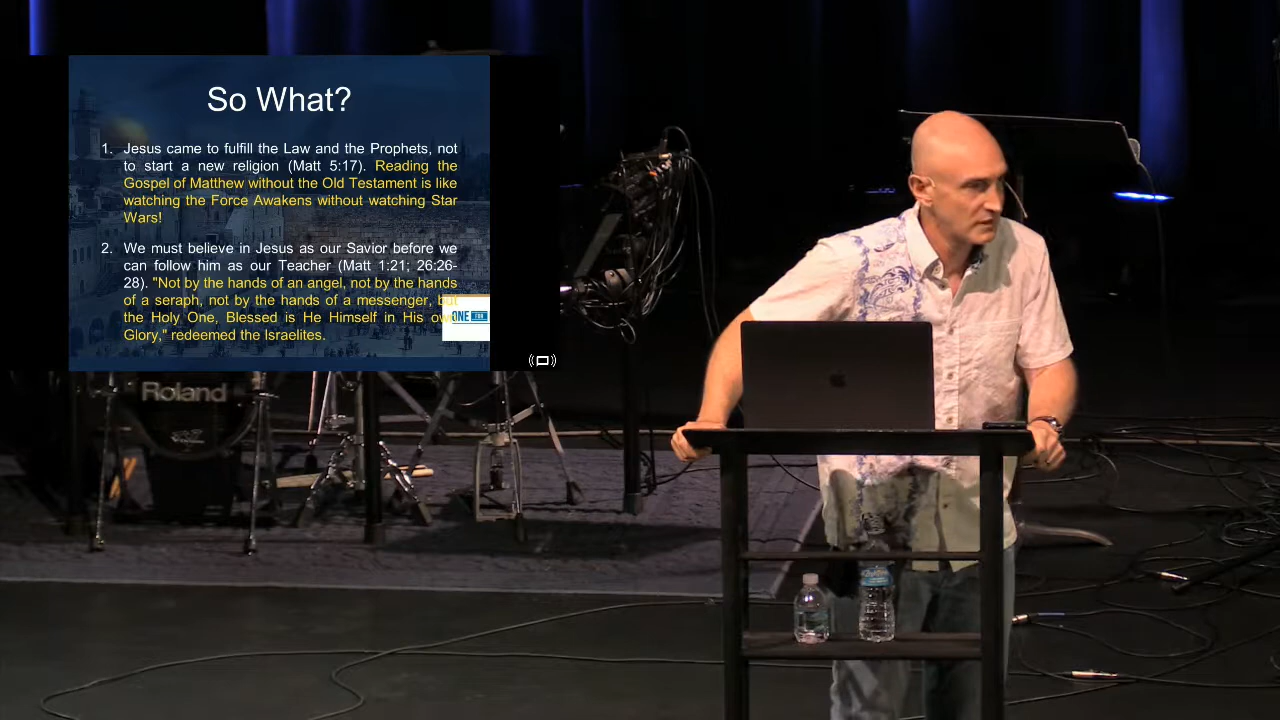 So What?
1. Jesus came to fulfill the Law and the Prophets, not
to start a new religion (Matt 5:17). Reading the
Gospel of Matthew without the Old Testament is like
watching the Force Awakens without watching Star
Wars!
2. We must believe in Jesus as our Savior before we
can follow him as our Teacher (Matt 1:21; 26:26-
28). "Not by the hands of an angel, not by the hands
of a seraph, not by the hands of a messenger, but
the Holy One, Blessed is He Himself in His own
Glory," redeemed the Israelites.
ONE
Roland